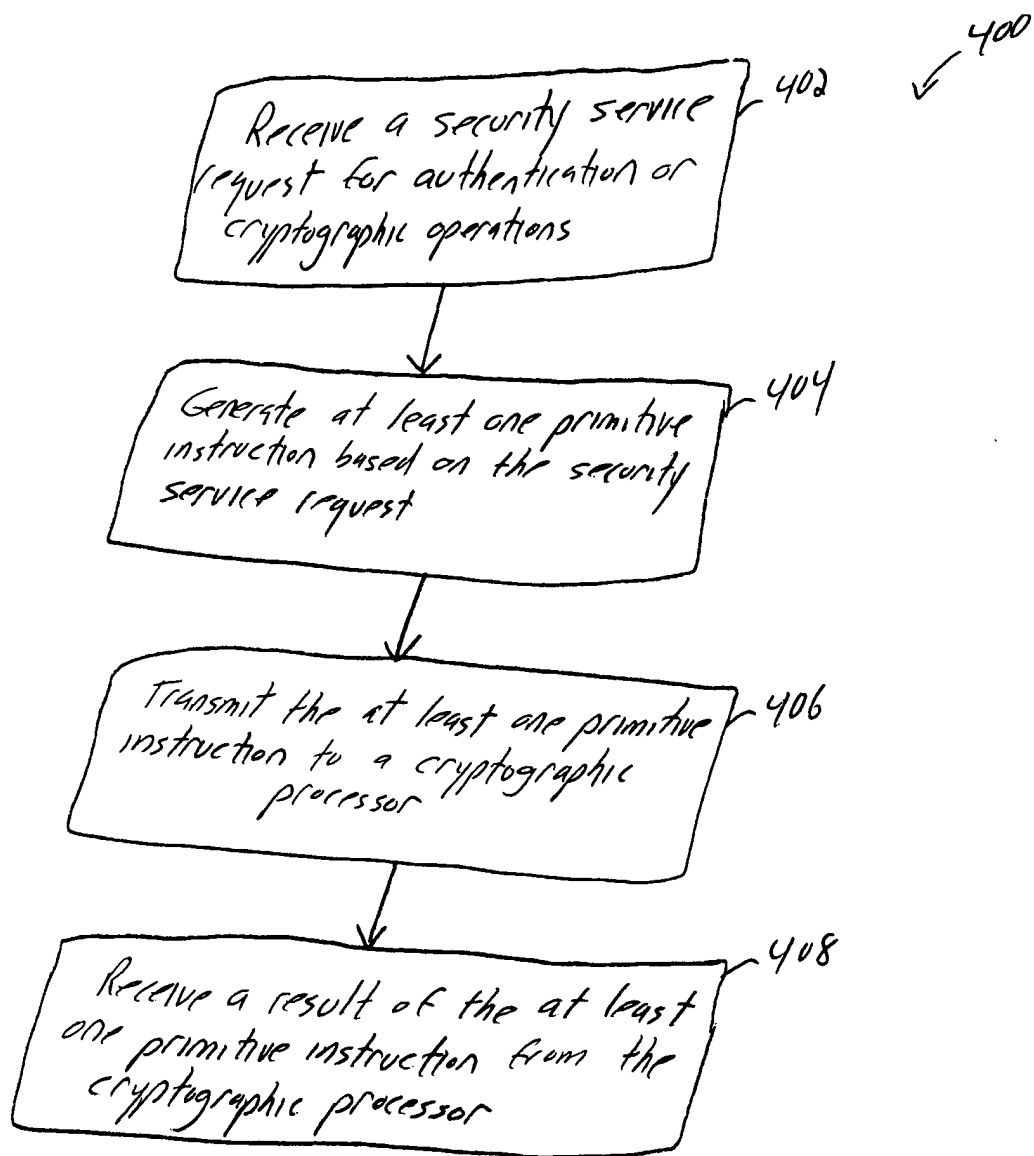 400
402
Receive a security service
request for authentication or
cryptographic operations
404
Generate at least one primitive
instruction based on the security
service request
406
Transmit the at least one primitive
instruction to a cryptographic
processor
408
Receive a result of the at least
one primitive instruction from the
cryptographic processor